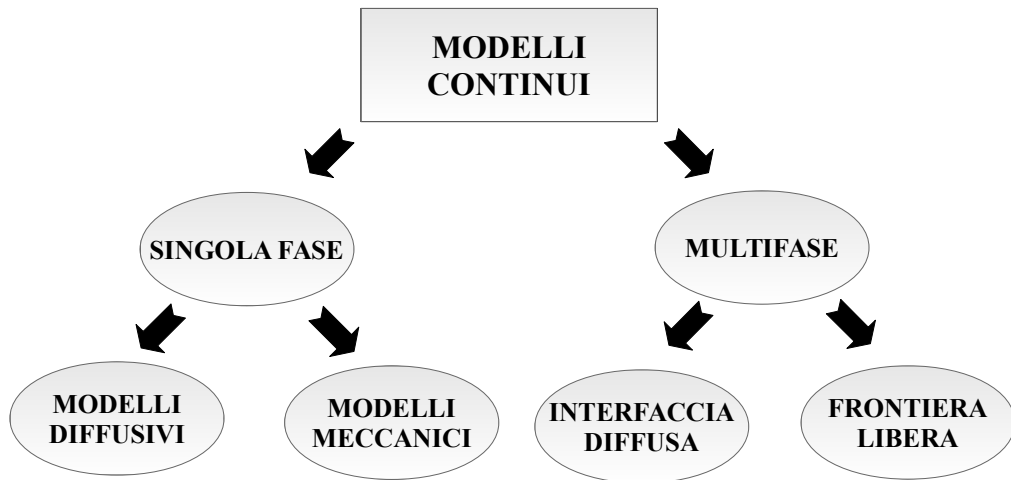 MODELLI
CONTINUI
SINGOLA FASE
MULTIFASE
MODELLI
DIFFUSIVI
MODELLI
MECCANICI
INTERFACCIA
DIFFUSA
FRONTIERA
LIBERA